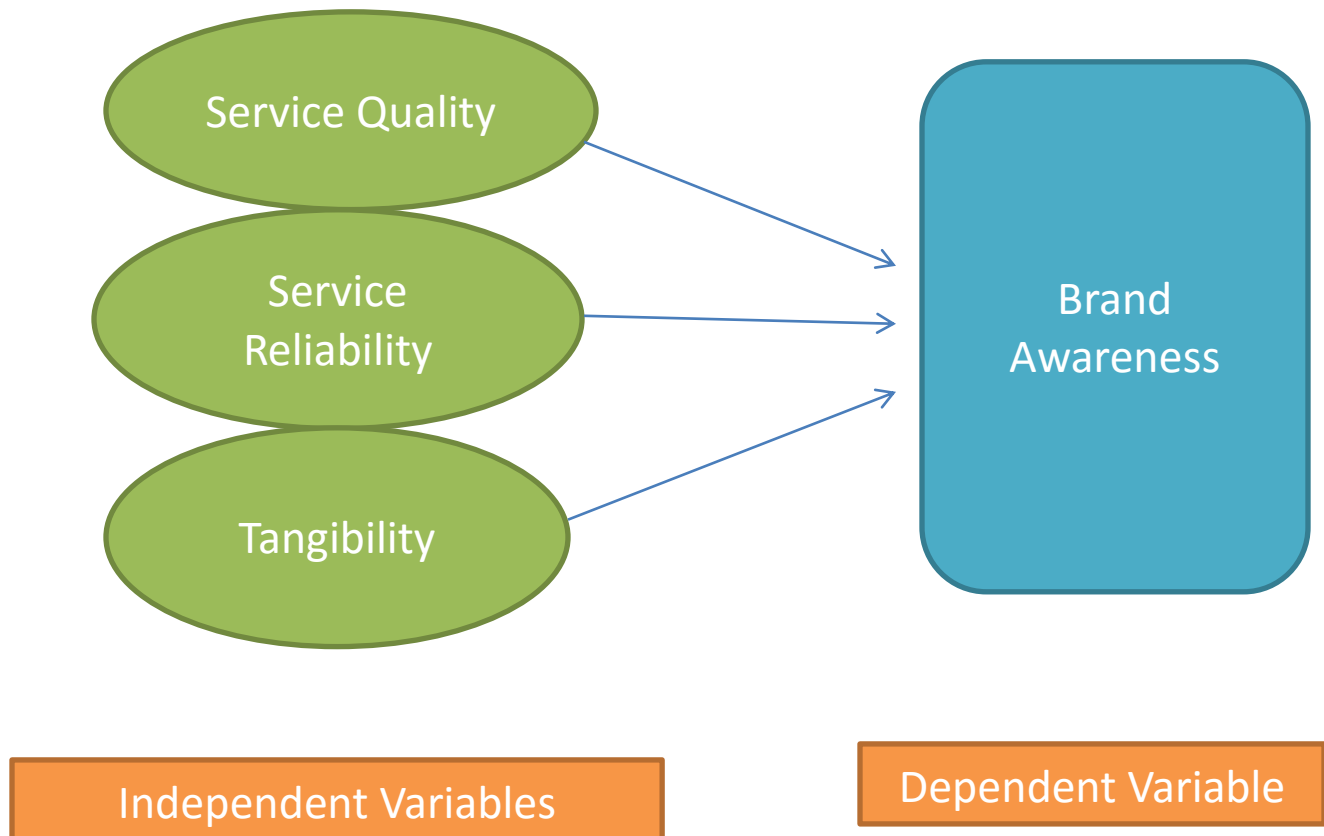 Service Quality
Service
Reliability
Tangibility
Brand
Awareness
Independent Variables
Dependent Variable